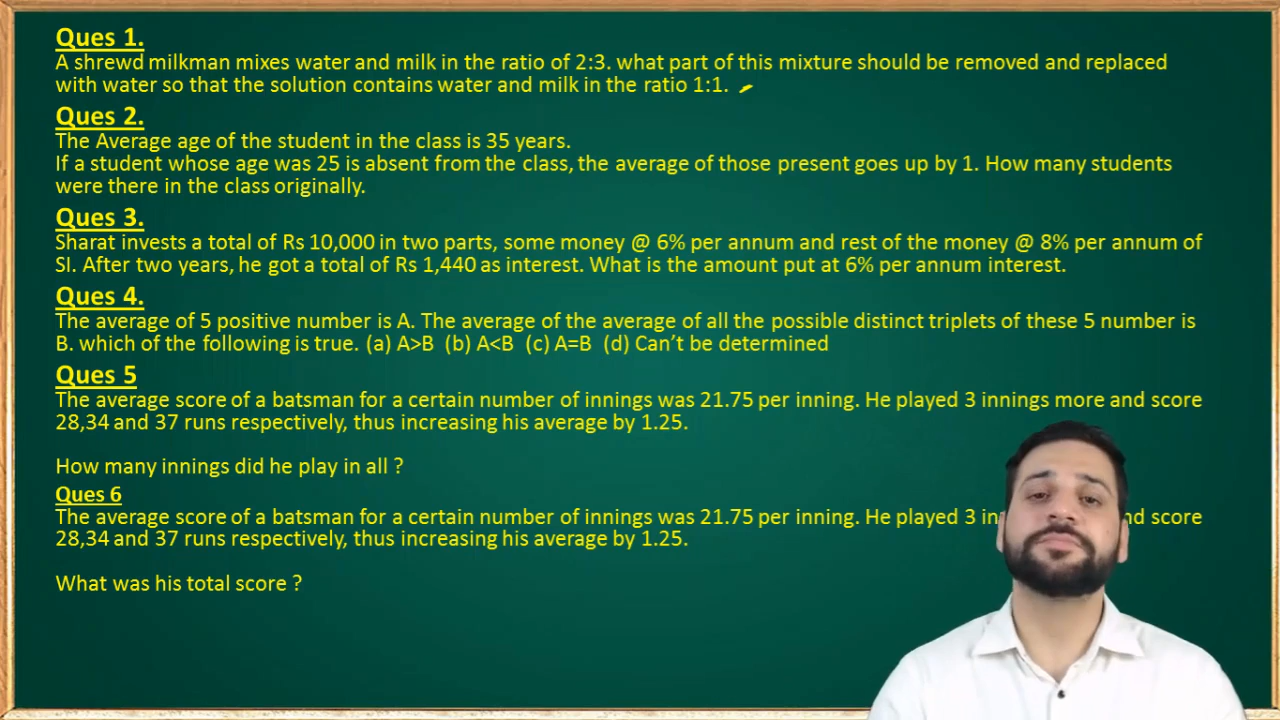 Ques 1.
A shrewd milkman mixes water and milk in the ratio of 2:3. what part of this mixture should be removed and replaced
with water so that the solution contains water and milk in the ratio 1:1.
Ques 2.
The Average age of the student in the class is 35 years.
If a student whose age was 25 is absent from the class, the average of those present goes up by 1. How many students
were there in the class originally.
Ques 3.
Sharat invests a total of Rs 10,000 in two parts, some money @ 6% per annum and rest of the money @ 8% per annum of
SI. After two years, he got a total of Rs 1,440 as interest. What is the amount put at 6% per annum interest.
Ques 4.
The average of 5 positive number is A. The average of the average of all the possible distinct triplets of these 5 number is
B. which of the following is true. (a) A>B (b) A<B (c) A=B (d) Can't be determined
Ques 5
The average score of a batsman for a certain number of innings was 21.75 per inning. He played 3 innings more and score
28,34 and 37 runs respectively, thus increasing his average by 1.25.
How many innings did he play in all ?
Ques 6
The average score of a batsman for a certain number of innings was 21.75 per inning. He played 3 score
28,34 and 37 runs respectively, thus increasing his average by 1.25.
What was his total score ?